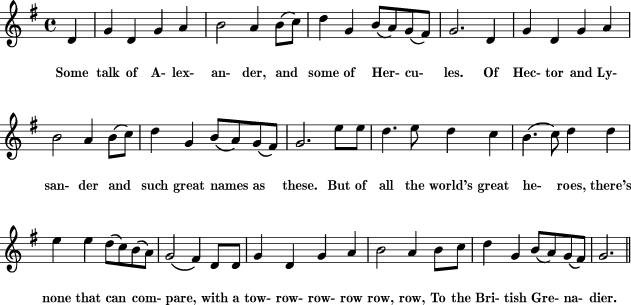 Some talk of A- lex- an- der, and some of Her- cu- les. Of Hec- tor and Ly-
san- der and such great names as these. But of all the world's great he- roes, there's
none that can com- pare, with a tow- row- row- row row, row, To the Bri- tish Gre- na- dier.